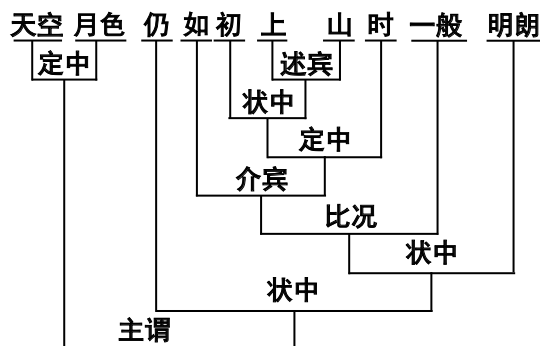 天空 月色 仍 如 初 上 山 时 一般 明朗
定中 述宾
状中
定中
介宾
比况
状中
状中
主谓